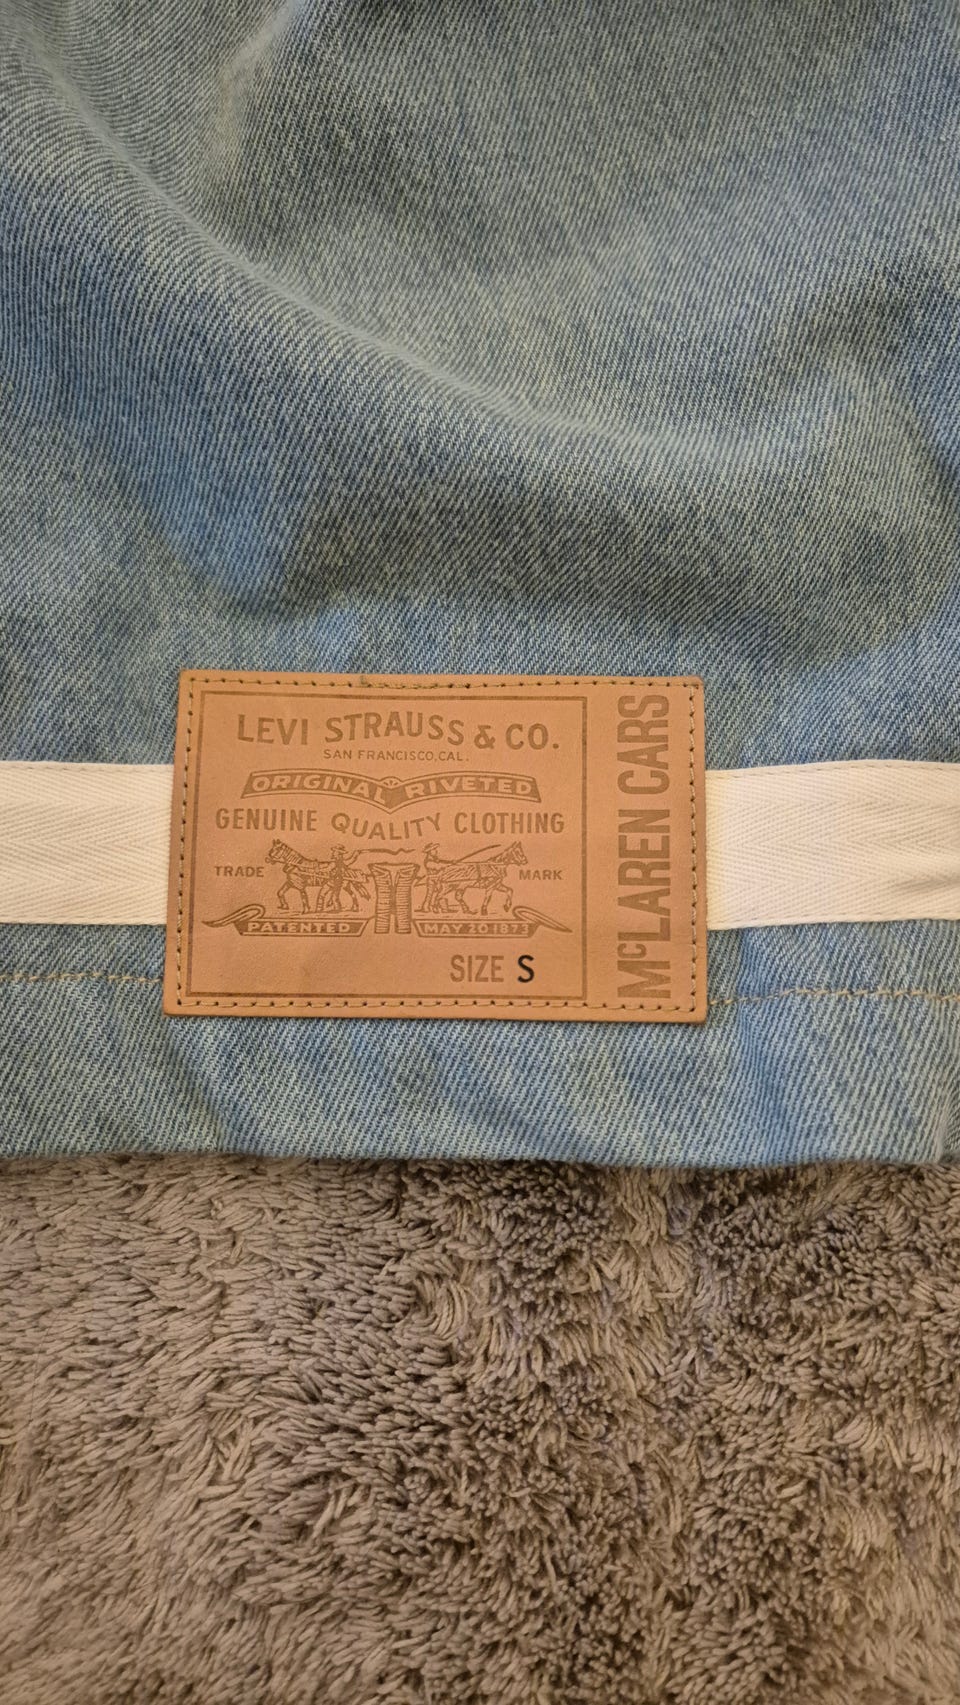 LEVI STRAUSS & CO.
SAN FRANCISCO, CAL.
ORIGINAL RIVETED
GENUINE QUALITY CLOTHING
TRADE MARK
PATENTED MAY 20 1873
SIZE S
McLAREN CARS